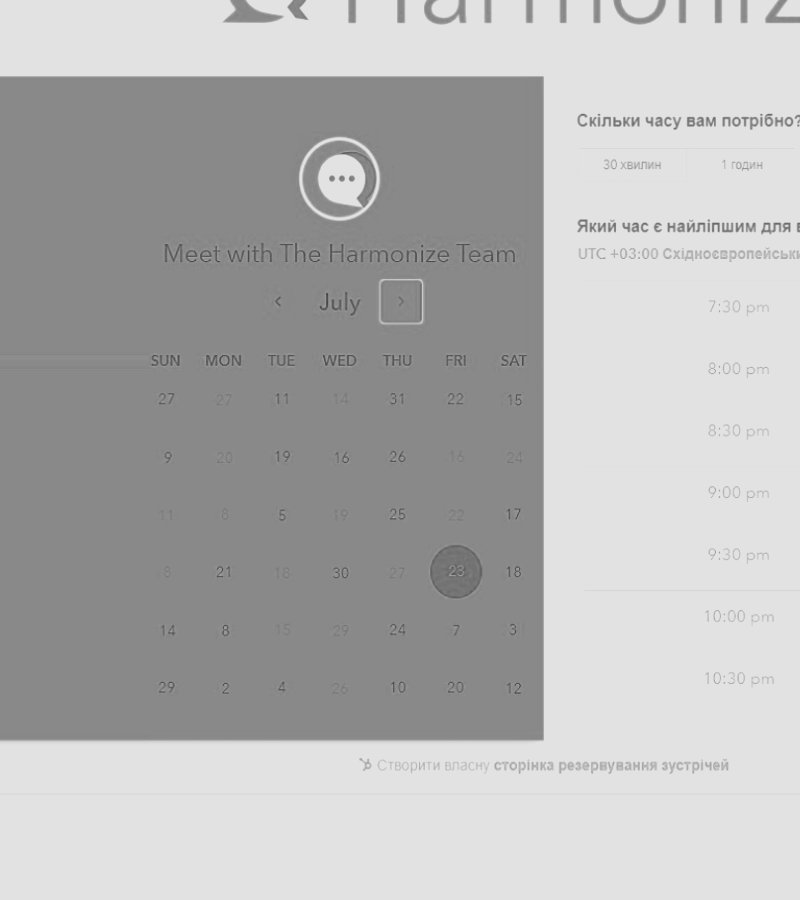 Harmoniz
Meet with The Harmonize Team
July
SUN MON TUE WED THU FRI SAT
27 27 11 14 31 22 15
9 20 19 16 26 16 24
11 8 5 19 25 22 17
8 21 18 30 27 23 18
14 8 15 29 24 7 3
29 2 4 26 10 20 12
Скільки часу вам потрібно?
30 хвилин 1 годин
Який час є найліпшим для в
UTC +03:00 Східноєвропейськ
7:30 pm
8:00 pm
8:30 pm
9:00 pm
9:30 pm
10:00 pm
10:30 pm
Створити власну сторінка резервування зустрічей